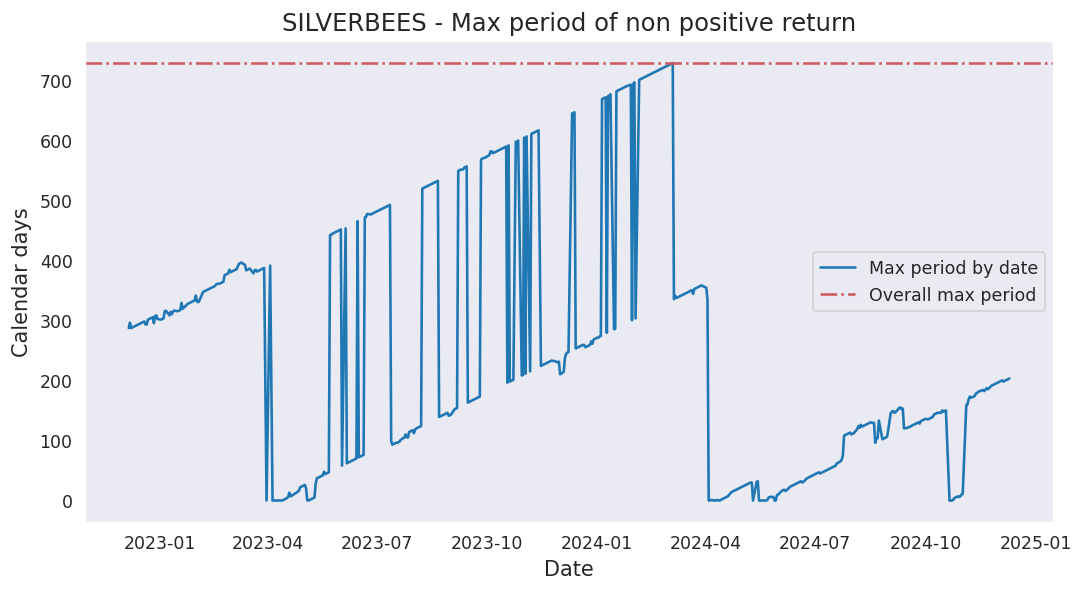 SILVERBEES - Max period of non positive return
Calendar days
700
600
500
400
300
200
100
0
Max period by date
Overall max period
2023-01 2023-04 2023-07 2023-10 2024-01 2024-04 2024-07 2024-10 2025-01
Date